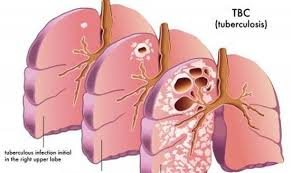 TBC
(tuberculosis)
tuberculous infection initial
in the right upper lobe